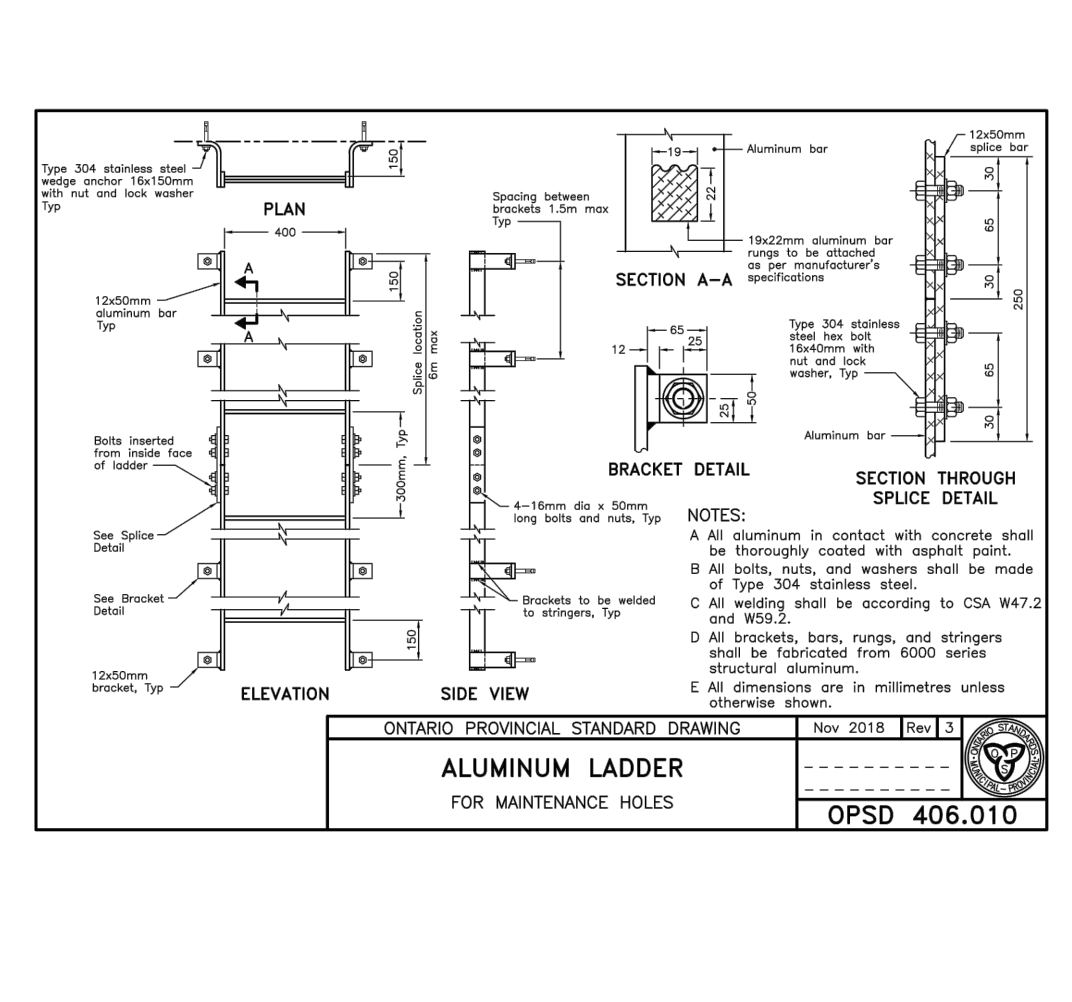 Type 304 stainless steel
wedge anchor 16x150mm
with nut and lock washer
Typ
150
PLAN
400
A
A
150
12x50mm
aluminum bar
Typ
Splice location
6m max
Bolts inserted
from inside face
of ladder
300mm, Typ
See Splice
Detail
See Bracket
Detail
150
12x50mm
bracket, Typ
ELEVATION
Spacing between
brackets 1.5m max
Typ
4-16mm dia x 50mm
long bolts and nuts, Typ
Brackets to be welded
to stringers, Typ
SIDE VIEW
19
Aluminum bar
22
19x22mm aluminum bar
rungs to be attached
as per manufacturer's
specifications
SECTION A-A
65
12
25
25
50
BRACKET DETAIL
12x50mm
splice bar
30
65
30
250
Type 304 stainless
steel hex bolt
16x40mm with
nut and lock
washer, Typ
65
30
Aluminum bar
SECTION THROUGH
SPLICE DETAIL
NOTES:
A All aluminum in contact with concrete shall
be thoroughly coated with asphalt paint.
B All bolts, nuts, and washers shall be made
of Type 304 stainless steel.
C All welding shall be according to CSA W47.2
and W59.2.
D All brackets, bars, rungs, and stringers
shall be fabricated from 6000 series
structural aluminum.
E All dimensions are in millimetres unless
otherwise shown.
ONTARIO PROVINCIAL STANDARD DRAWING
Nov 2018 Rev 3
ALUMINUM LADDER
FOR MAINTENANCE HOLES
ONTARIO STANDARDS
MUNICIPAL-PROVINCIAL
O P
S
OPSD 406.010